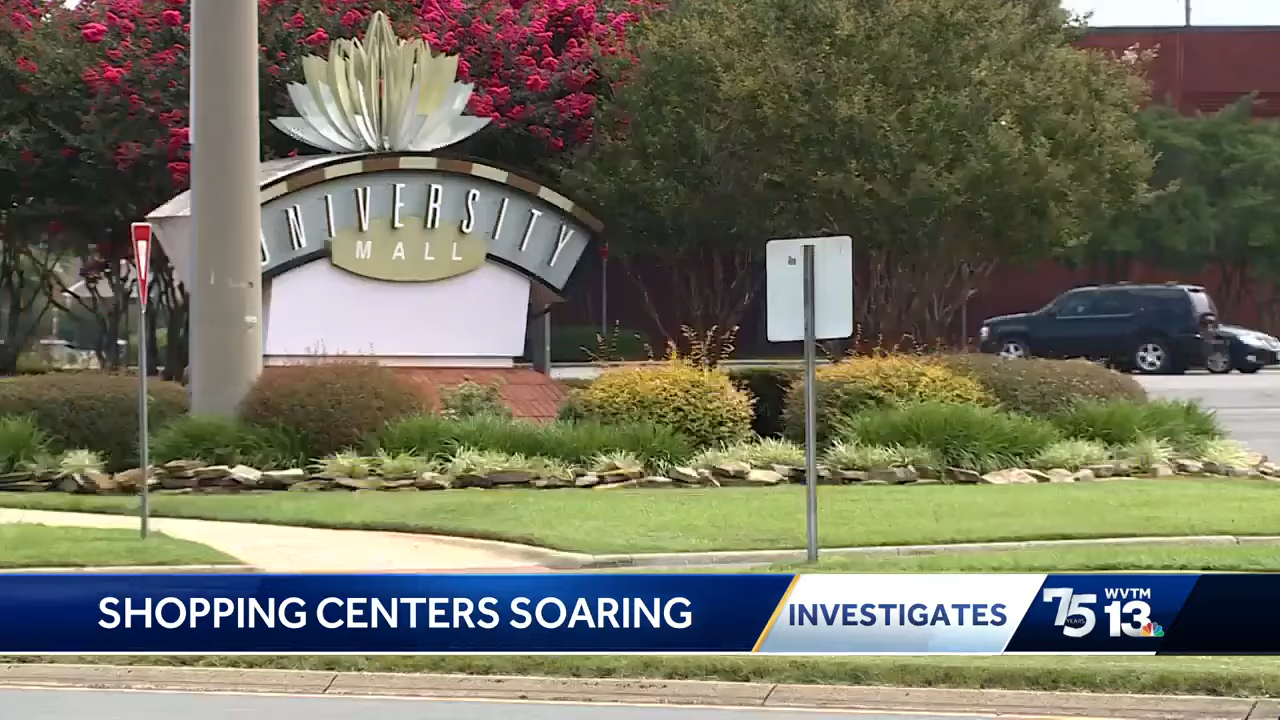 UNIVERSITY
MALL
SHOPPING CENTERS SOARING
INVESTIGATES
75
YEARS
WVTM
13